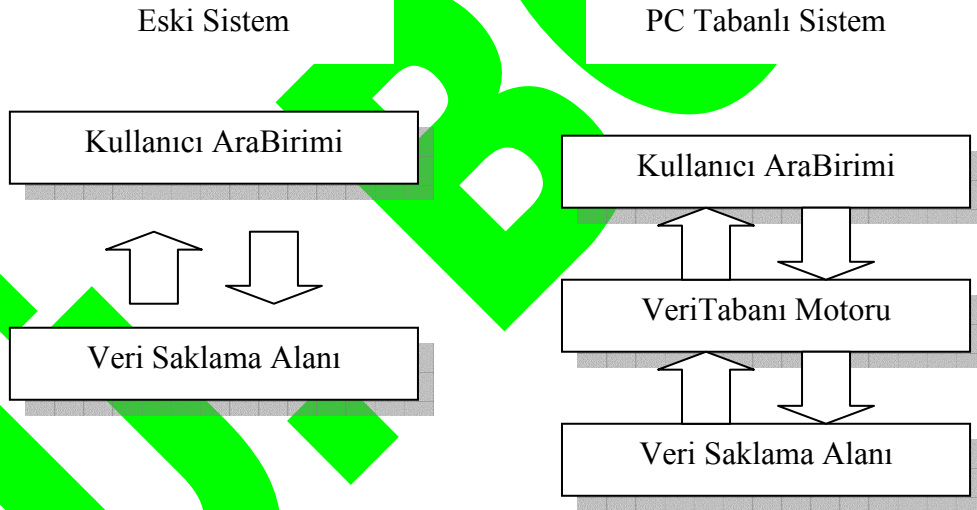 Eski Sistem
Kullanıcı AraBirimi
Veri Saklama Alanı
PC Tabanlı Sistem
Kullanıcı AraBirimi
VeriTabanı Motoru
Veri Saklama Alanı